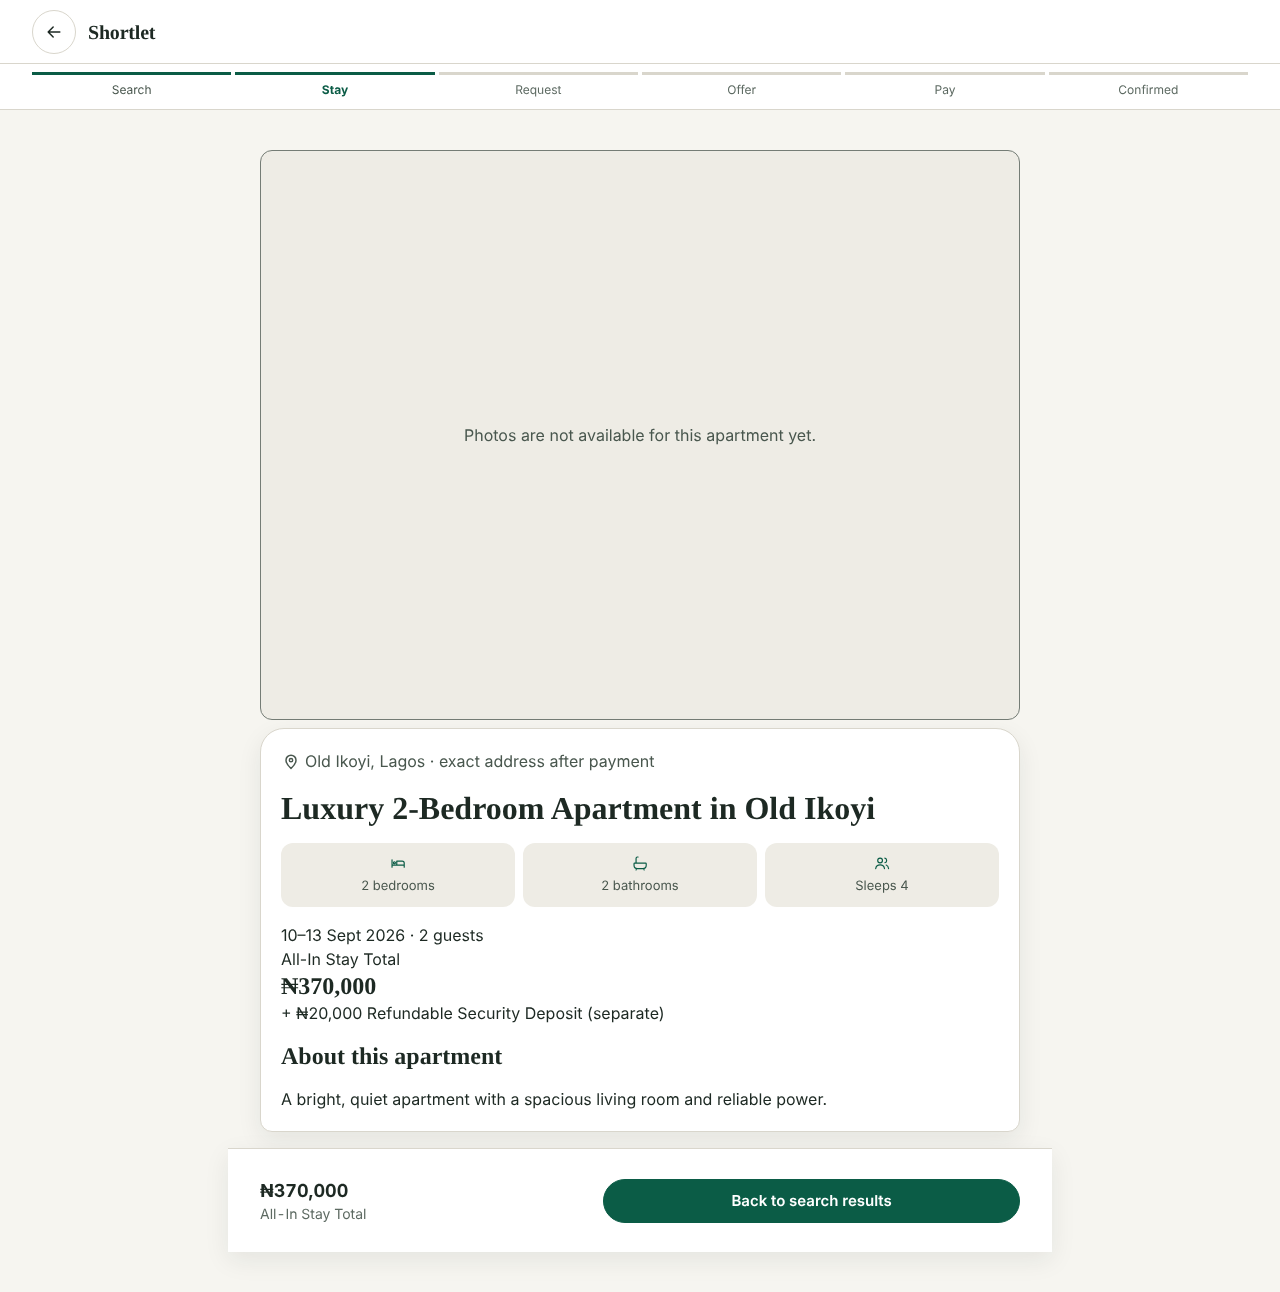 Shortlet
Search
Stay
Request
Offer
Pay
Confirmed
Photos are not available for this apartment yet.
Old Ikoyi, Lagos · exact address after payment
Luxury 2-Bedroom Apartment in Old Ikoyi
2 bedrooms
2 bathrooms
Sleeps 4
10–13 Sept 2026 · 2 guests
All-In Stay Total
₦370,000
+ ₦20,000 Refundable Security Deposit (separate)
About this apartment
A bright, quiet apartment with a spacious living room and reliable power.
₦370,000
All-In Stay Total
Back to search results